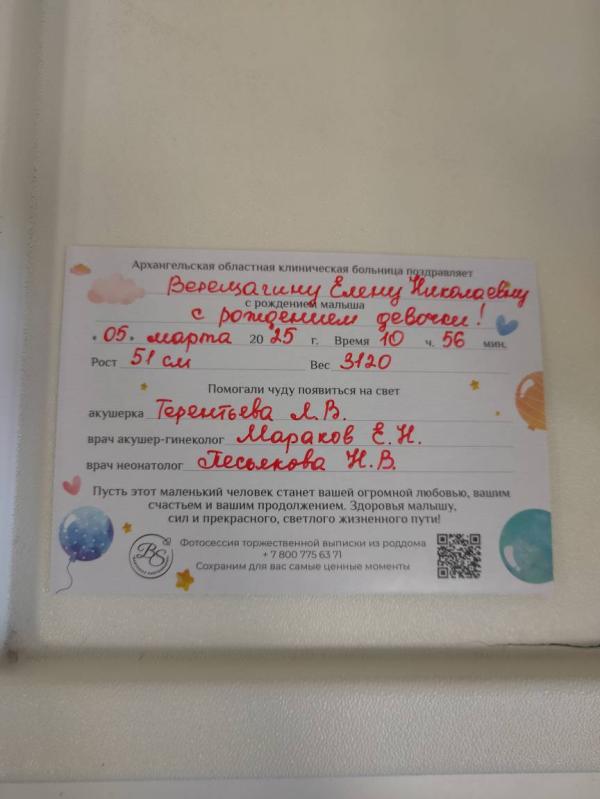 Архангельская областная клиническая больница поздравляет
Верещагину Елену Николаевну
с рождением малыша
с рождением девочки!
"05" марта 2025 г. Время 10 ч. 56 мин.
Рост 51 см Вес 3120
Помогали чуду появиться на свет
акушерка Терентьева Л.В.
врач акушер-гинеколог Мараков Е.Н.
врач неонатолог Песьякова Н.В.
Пусть этот маленький человек станет вашей огромной любовью, вашим
счастьем и вашим продолжением. Здоровья малышу,
сил и прекрасного, светлого жизненного пути!
BS
Фотосессия торжественной выписки из роддома
+ 7 800 775 63 71
Сохраним для вас самые ценные моменты